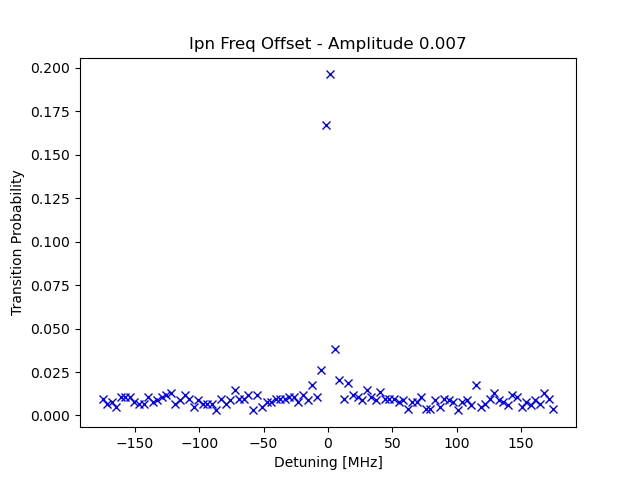 Ipn Freq Offset - Amplitude 0.007
0.200
0.175
0.150
0.125
0.100
0.075
0.050
0.025
0.000
Transition Probability
−150 −100 −50 0 50 100 150
Detuning [MHz]